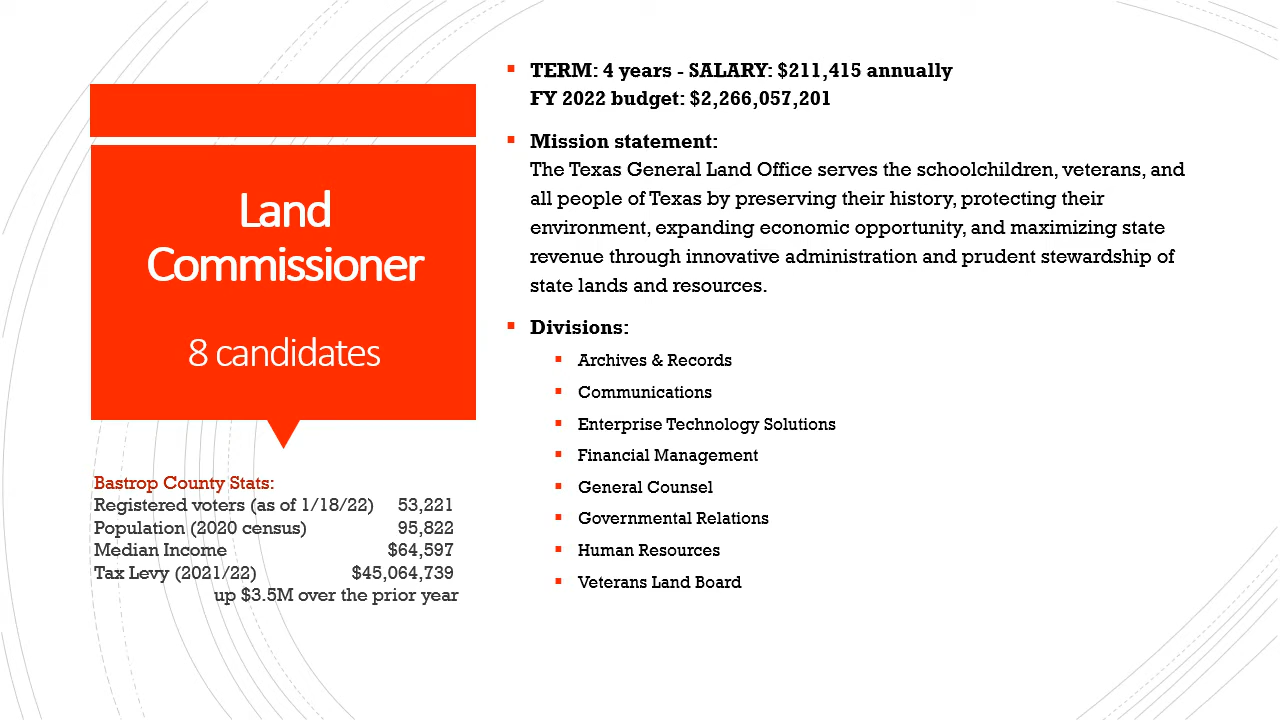 Land
Commissioner
8 candidates
Bastrop County Stats:
Registered voters (as of 1/18/22) 53,221
Population (2020 census) 95,822
Median Income $64,597
Tax Levy (2021/22) $45,064,739
up $3.5M over the prior year
▪ TERM: 4 years - SALARY: $211,415 annually
FY 2022 budget: $2,266,057,201
▪ Mission statement:
The Texas General Land Office serves the schoolchildren, veterans, and
all people of Texas by preserving their history, protecting their
environment, expanding economic opportunity, and maximizing state
revenue through innovative administration and prudent stewardship of
state lands and resources.
▪ Divisions:
▪ Archives & Records
▪ Communications
▪ Enterprise Technology Solutions
▪ Financial Management
▪ General Counsel
▪ Governmental Relations
▪ Human Resources
▪ Veterans Land Board